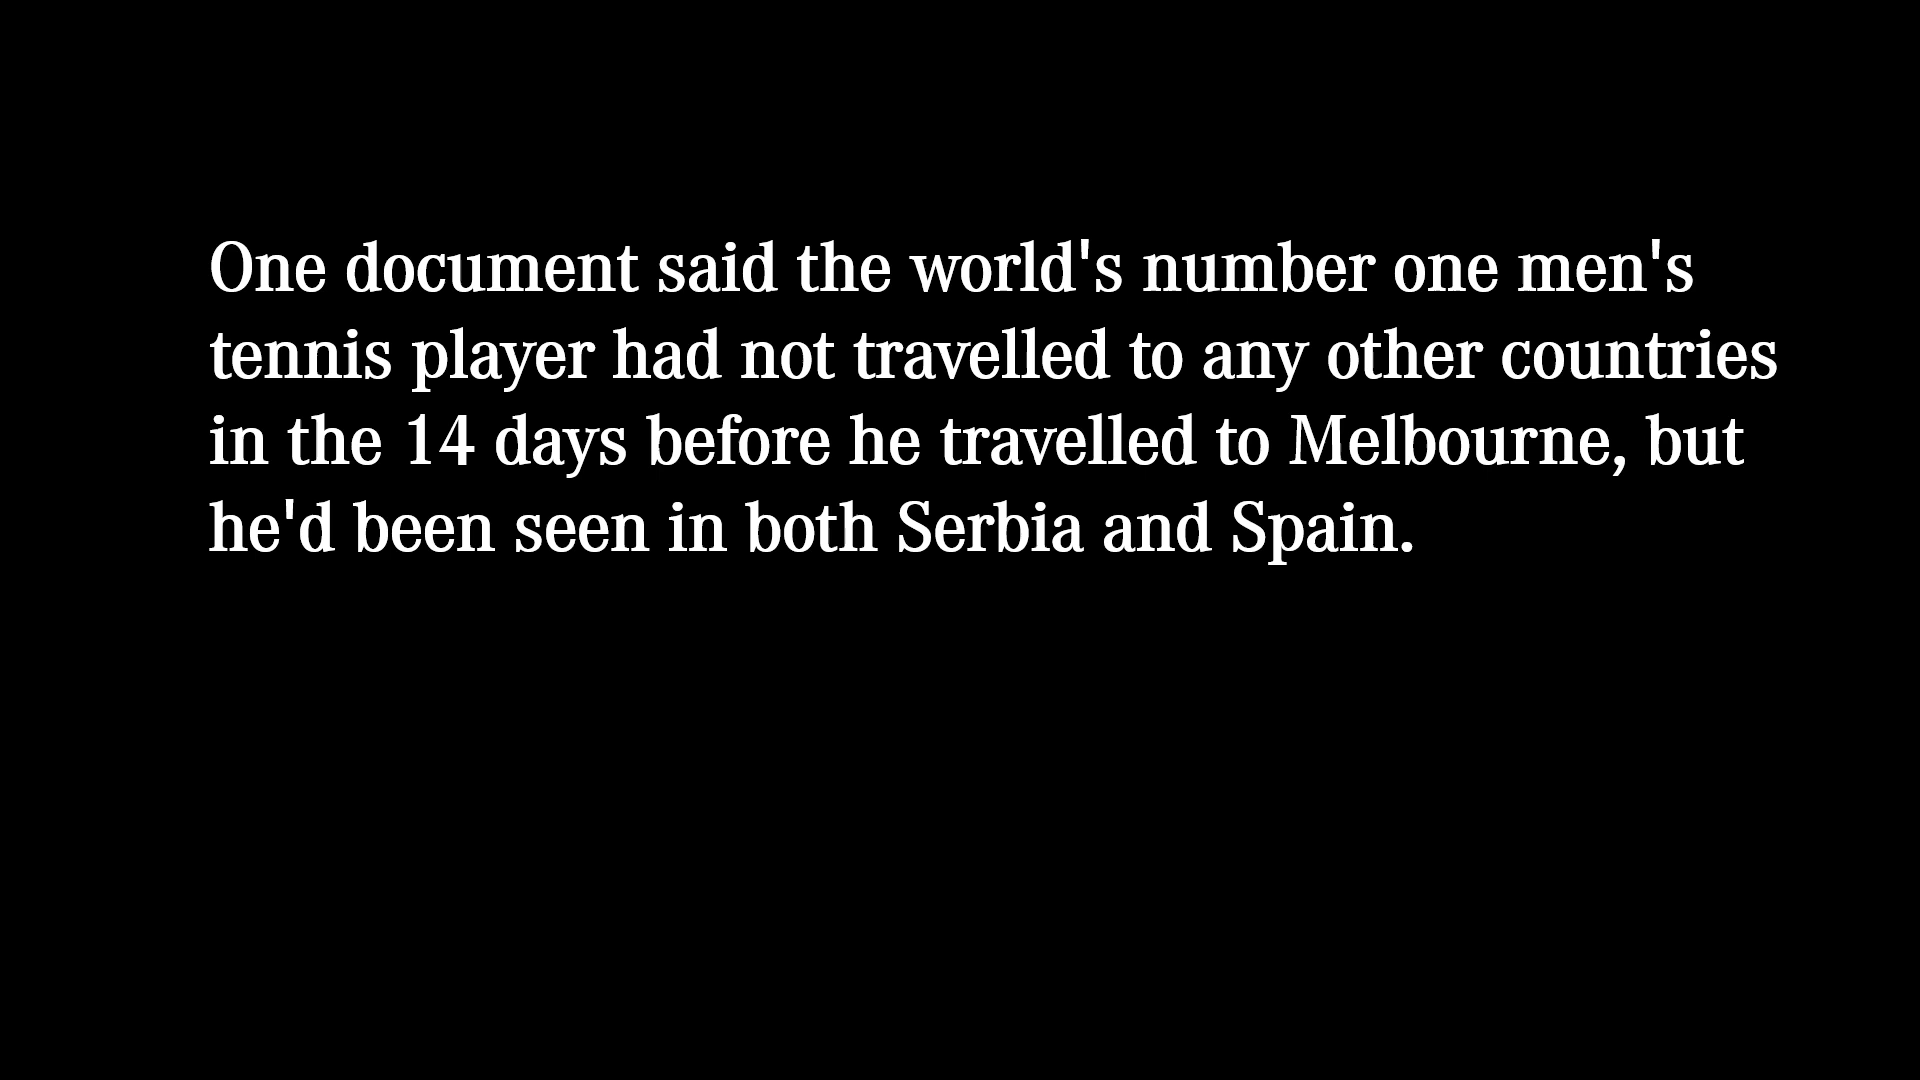 One document said the world's number one men's
tennis player had not travelled to any other countries
in the 14 days before he travelled to Melbourne, but
he'd been seen in both Serbia and Spain.